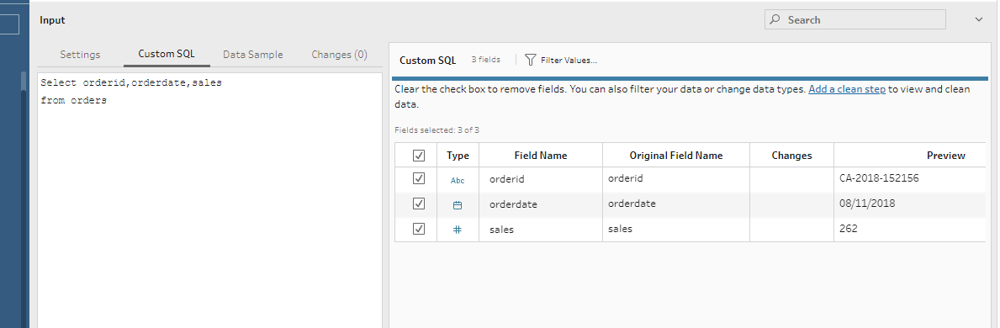 Input
Search
Settings
Custom SQL
Data Sample
Changes (0)
Select orderid,orderdate,sales
from orders
Custom SQL
3 fields
Filter Values...
Clear the check box to remove fields. You can also filter your data or change data types. Add a clean step to view and clean
data.
Fields selected: 3 of 3
Type Field Name Original Field Name Changes Preview
Abc orderid orderid CA-2018-152156
orderdate orderdate 08/11/2018
# sales sales 262